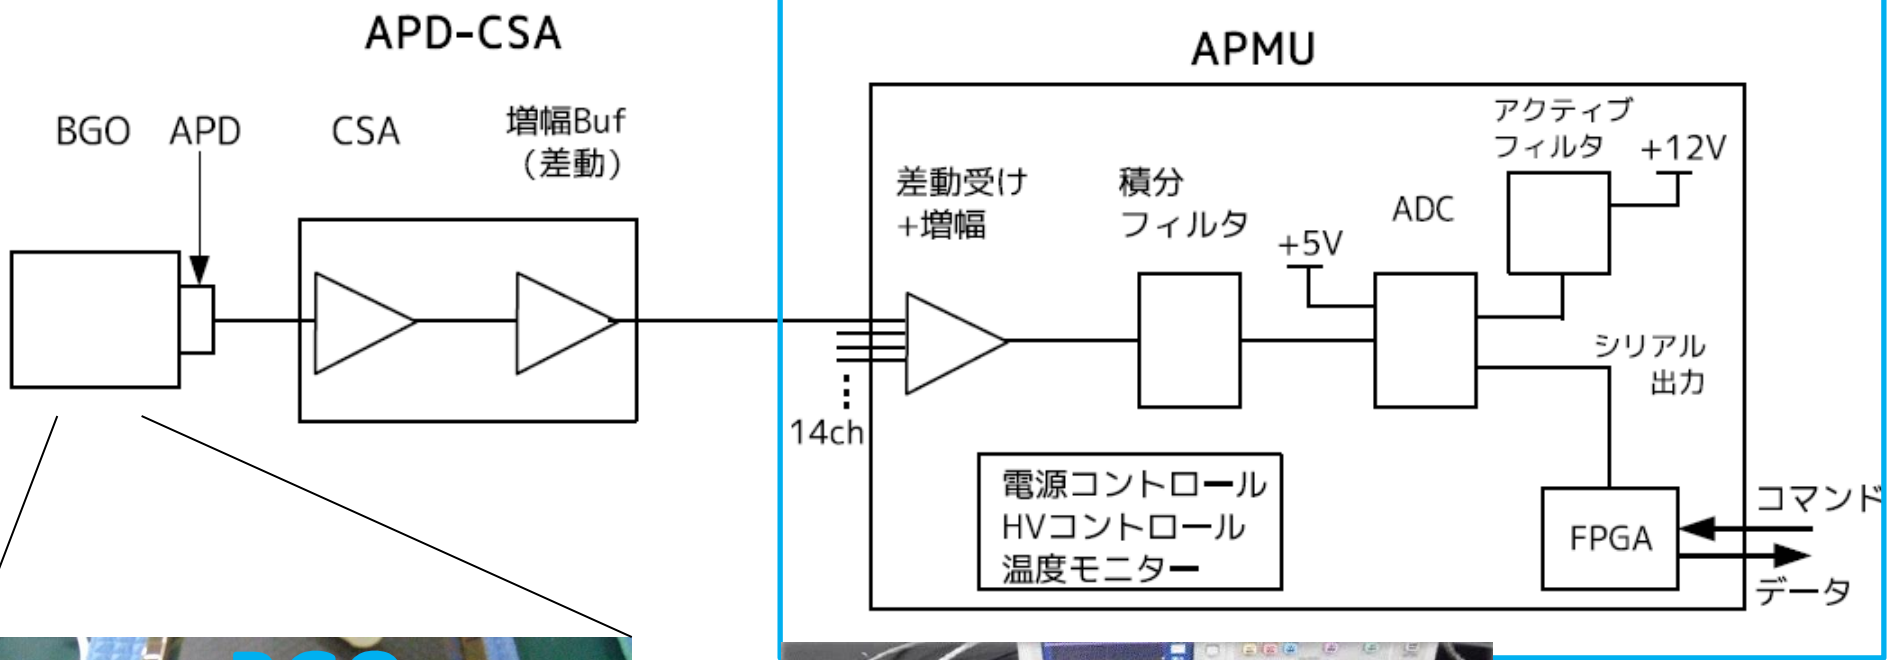 APD-CSA
APMU
BGO
APD
CSA
増幅Buf
（差動）
差動受け
+増幅
積分
フィルタ
+5V
ADC
アクティブ
フィルタ
+12V
シリアル
出力
14ch
電源コントロール
HVコントロール
温度モニター
FPGA
コマンド
データ
BGO